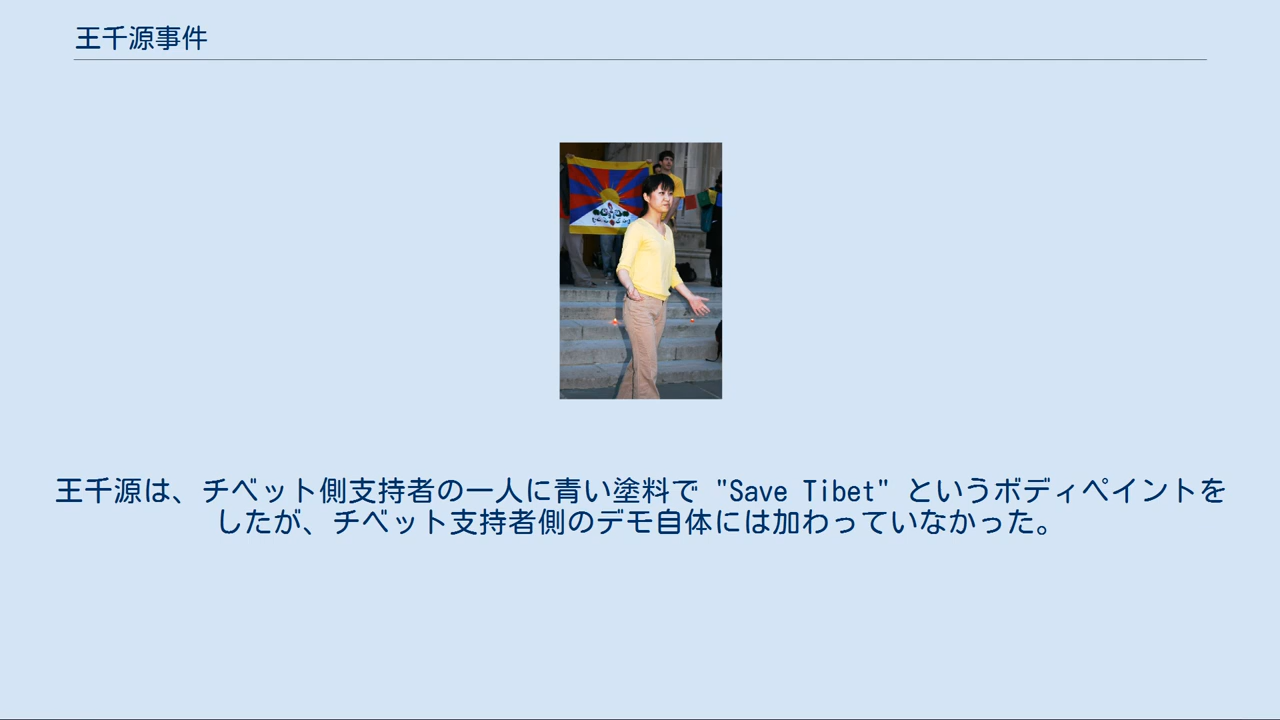 王千源事件
王千源は、チベット側支持者の一人に青い塗料で "Save Tibet" というボディペイントを
したが、チベット支持者側のデモ自体には加わっていなかった。